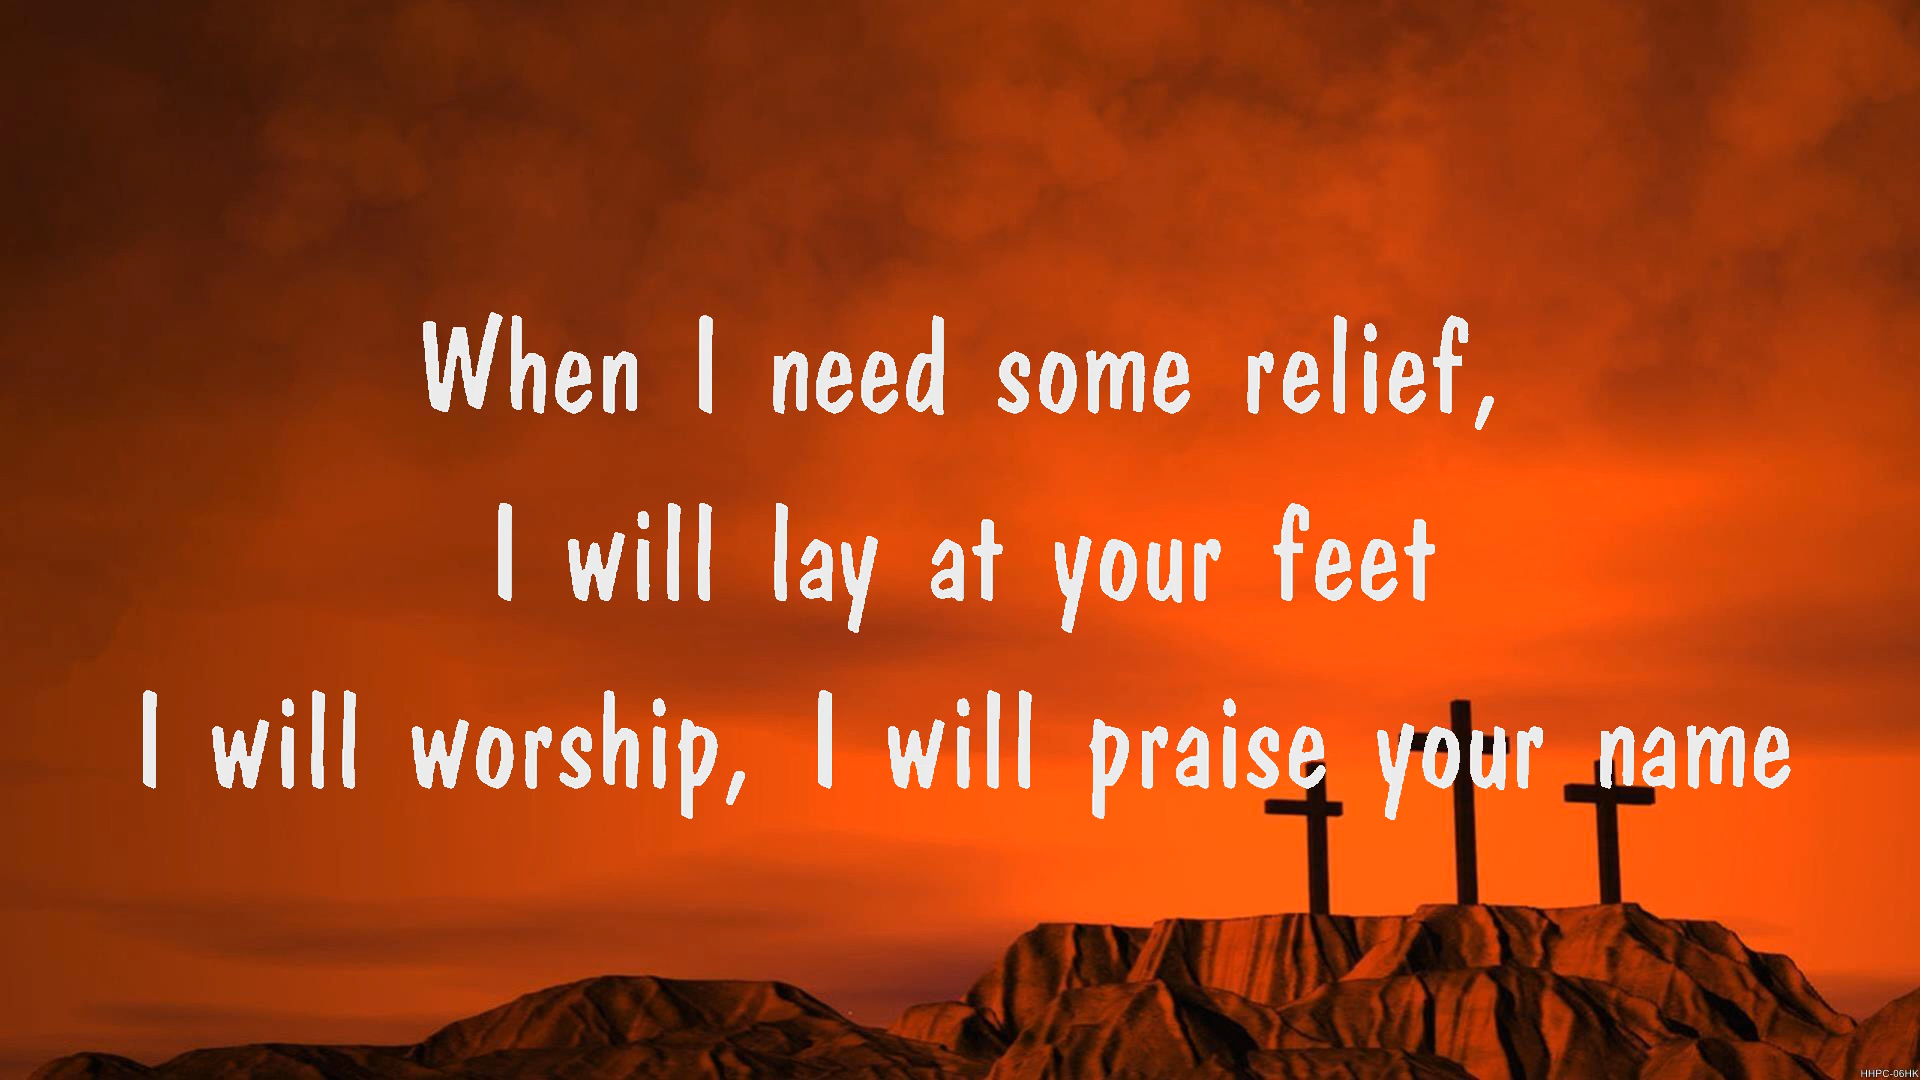 When I need some relief,
I will lay at your feet
I will worship, I will praise your name
HHPC-06HK